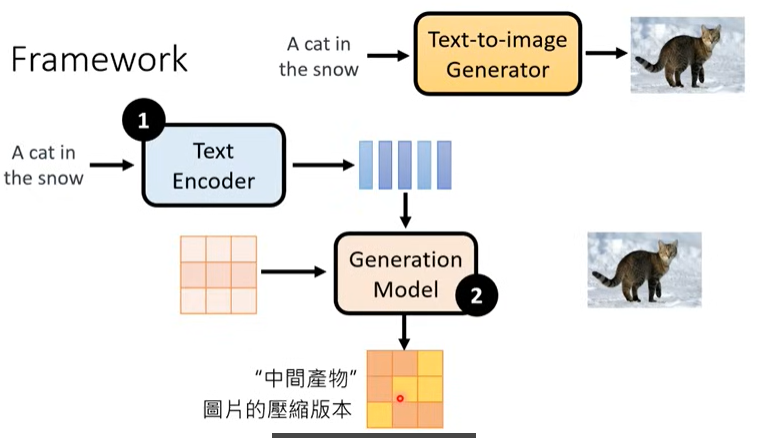 Framework
A cat in
the snow
Text-to-image
Generator
1
A cat in
the snow
Text
Encoder
Generation
Model
2
“中間產物”
圖片的壓縮版本